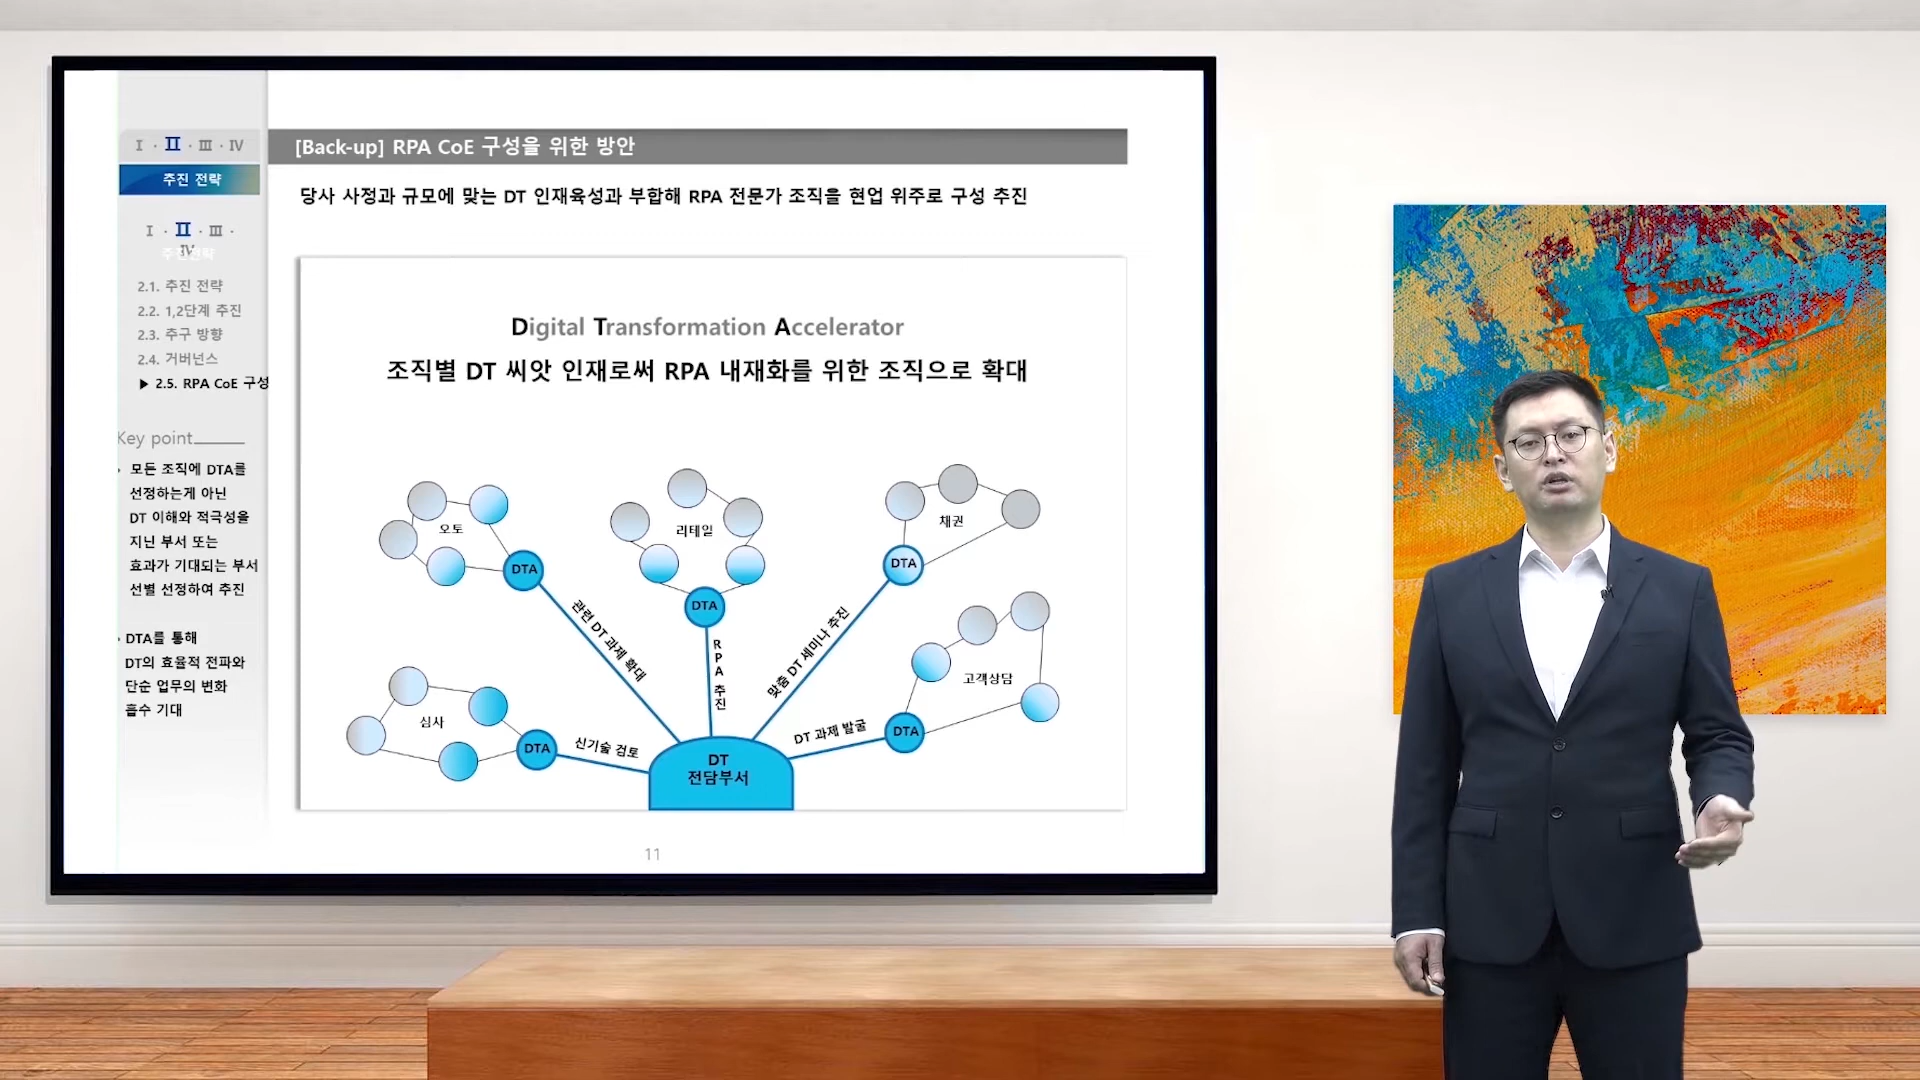 I · II · III · IV
추진 전략
[Back-up] RPA CoE 구성을 위한 방안
당사 사정과 규모에 맞는 DT 인재육성과 부합해 RPA 전문가 조직을 현업 위주로 구성 추진
I · II · III ·
IV
추진전략
2.1. 추진 전략
2.2. 1,2단계 추진
2.3. 추구 방향
2.4. 거버넌스
▶ 2.5. RPA CoE 구성
Key point
모든 조직에 DTA를
선정하는게 아닌
DT 이해와 적극성을
지닌 부서 또는
효과가 기대되는 부서
선별 선정하여 추진
DTA를 통해
DT의 효율적 전파와
단순 업무의 변화
흡수 기대
Digital Transformation Accelerator
조직별 DT 씨앗 인재로써 RPA 내재화를 위한 조직으로 확대
오토
DTA
관련 DT 과제 확대
리테일
DTA
RPA 추진
채권
DTA
맞춤 DT 세미나 추진
심사
DTA
신기술 검토
고객상담
DTA
DT 과제 발굴
DT
전담부서
11